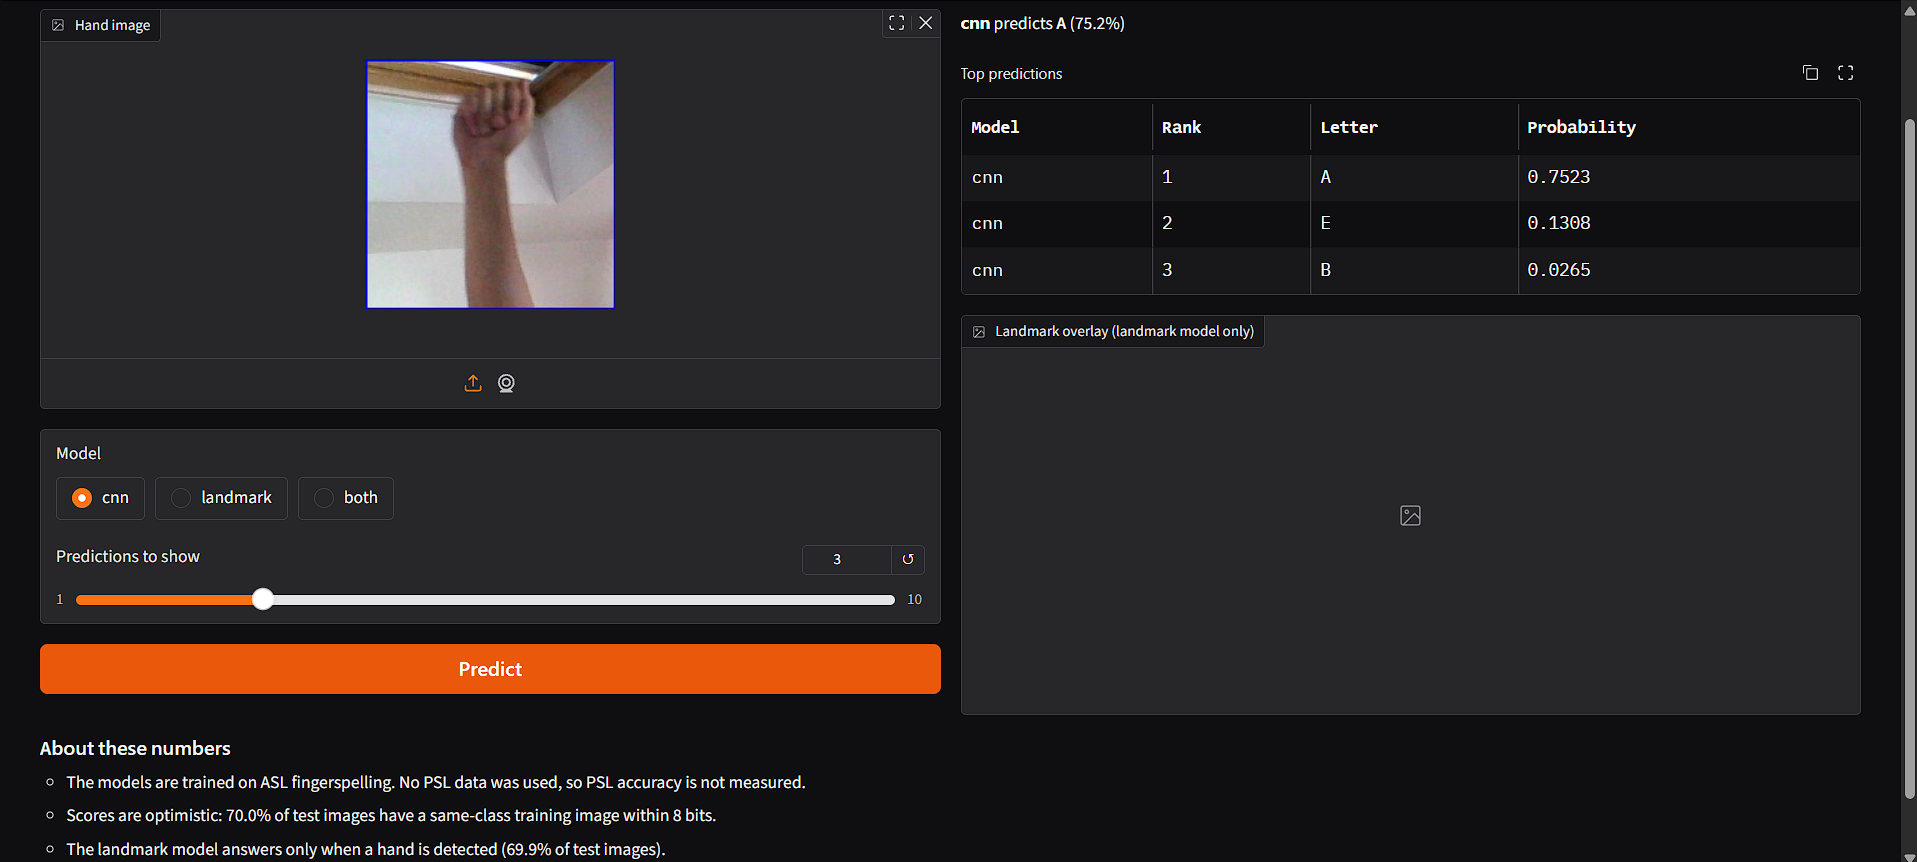 Hand image
cnn predicts A (75.2%)
Top predictions
Model Rank Letter Probability
cnn 1 A 0.7523
cnn 2 E 0.1308
cnn 3 B 0.0265
Landmark overlay (landmark model only)
Model
cnn landmark both
Predictions to show 3
1 10
Predict
About these numbers
The models are trained on ASL fingerspelling. No PSL data was used, so PSL accuracy is not measured.
Scores are optimistic: 70.0% of test images have a same-class training image within 8 bits.
The landmark model answers only when a hand is detected (69.9% of test images).